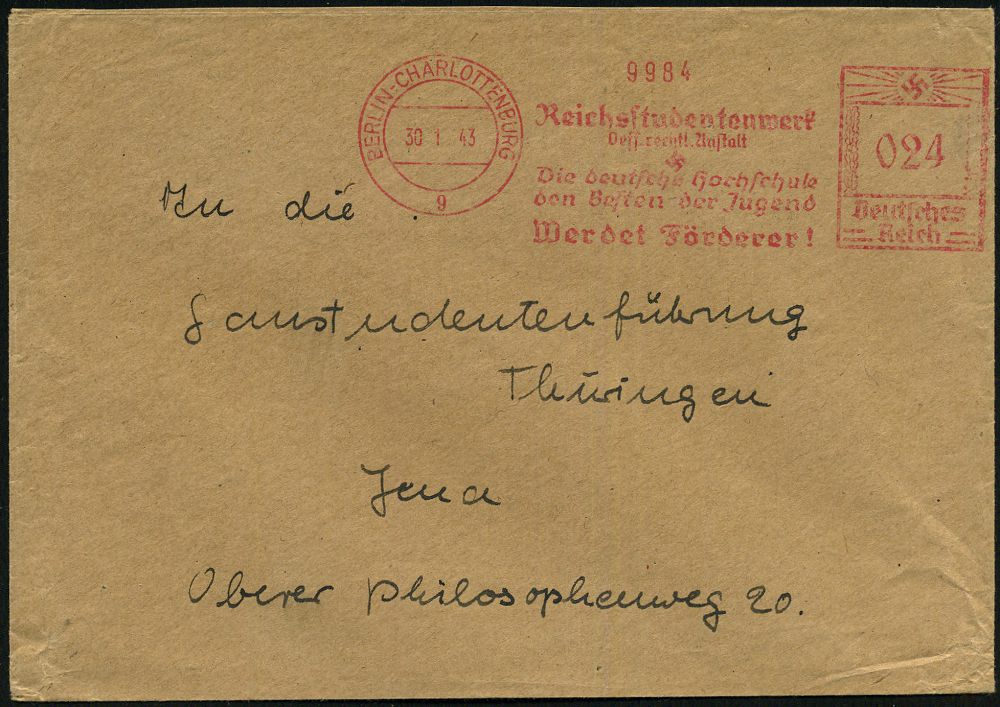 BERLIN-CHARLOTTENBURG
9
30 1 43
9984
Reichsstudentenwerk
Oeff. rechtl. Anstalt
Die deutsche Hochschule
den Besten der Jugend
Werdet Förderer!
024
Deutsches
Reich
An die
Gaustudentenführung
Thüringen
Jena
Oberer Philosophenweg 20.